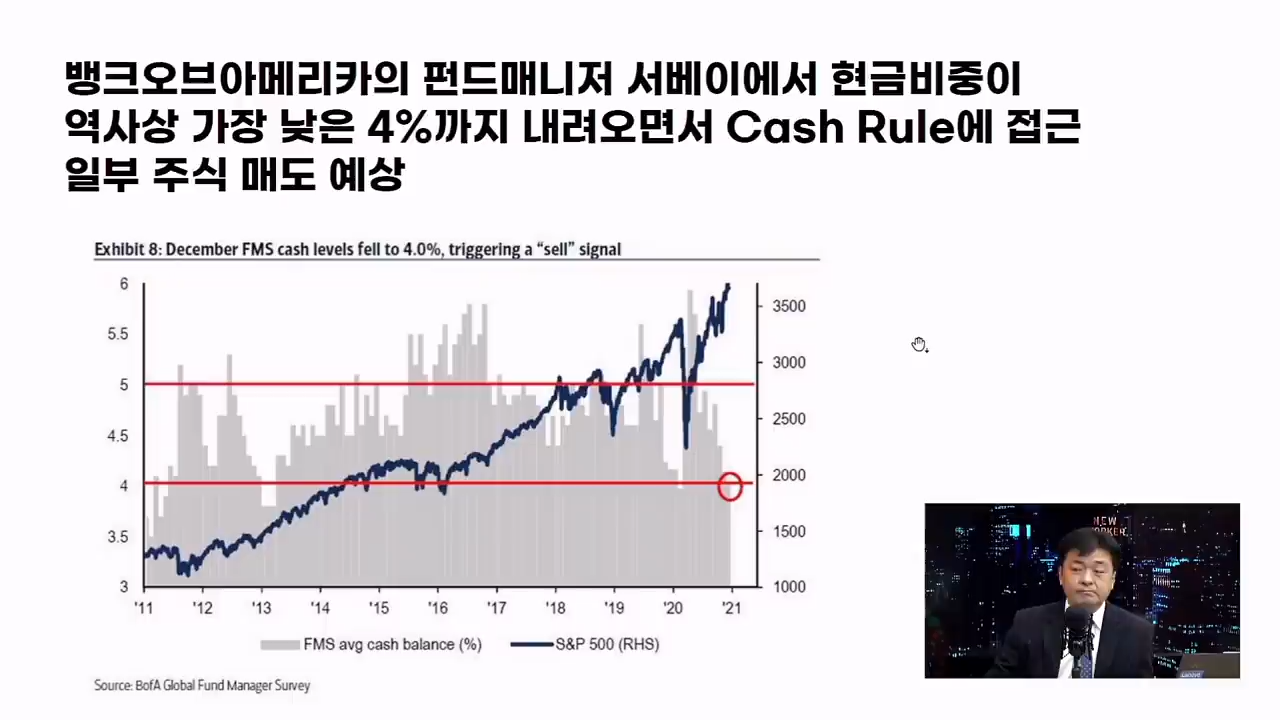 뱅크오브아메리카의 펀드매니저 서베이에서 현금비중이
역사상 가장 낮은 4%까지 내려오면서 Cash Rule에 접근
일부 주식 매도 예상
Exhibit 8: December FMS cash levels fell to 4.0%, triggering a “sell” signal
6
5.5
5
4.5
4
3.5
3
3500
3000
2500
2000
1500
1000
'11 '12 '13 '14 '15 '16 '17 '18 '19 '20 '21
FMS avg cash balance (%) S&P 500 (RHS)
Source: BofA Global Fund Manager Survey
NEW
Lenovo